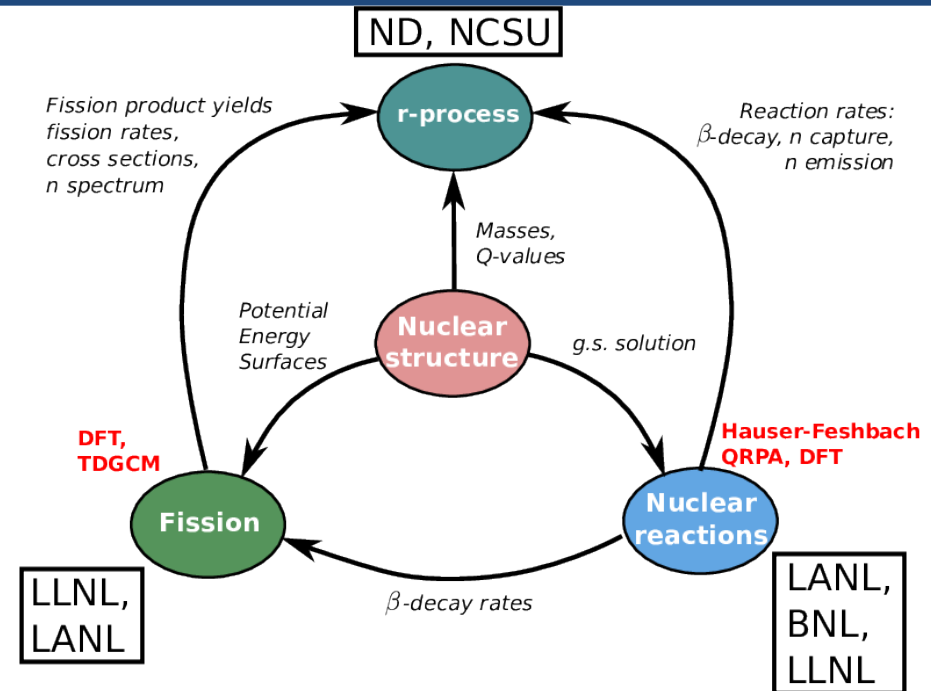 ND, NCSU
r-process
Fission product yields
fission rates,
cross sections,
n spectrum
Reaction rates:
β-decay, n capture,
n emission
Masses,
Q-values
Potential
Energy
Surfaces
Nuclear
structure
g.s. solution
DFT,
TDGCM
Hauser-Feshbach
QRPA, DFT
Fission
Nuclear
reactions
β-decay rates
LLNL,
LANL
LANL,
BNL,
LLNL